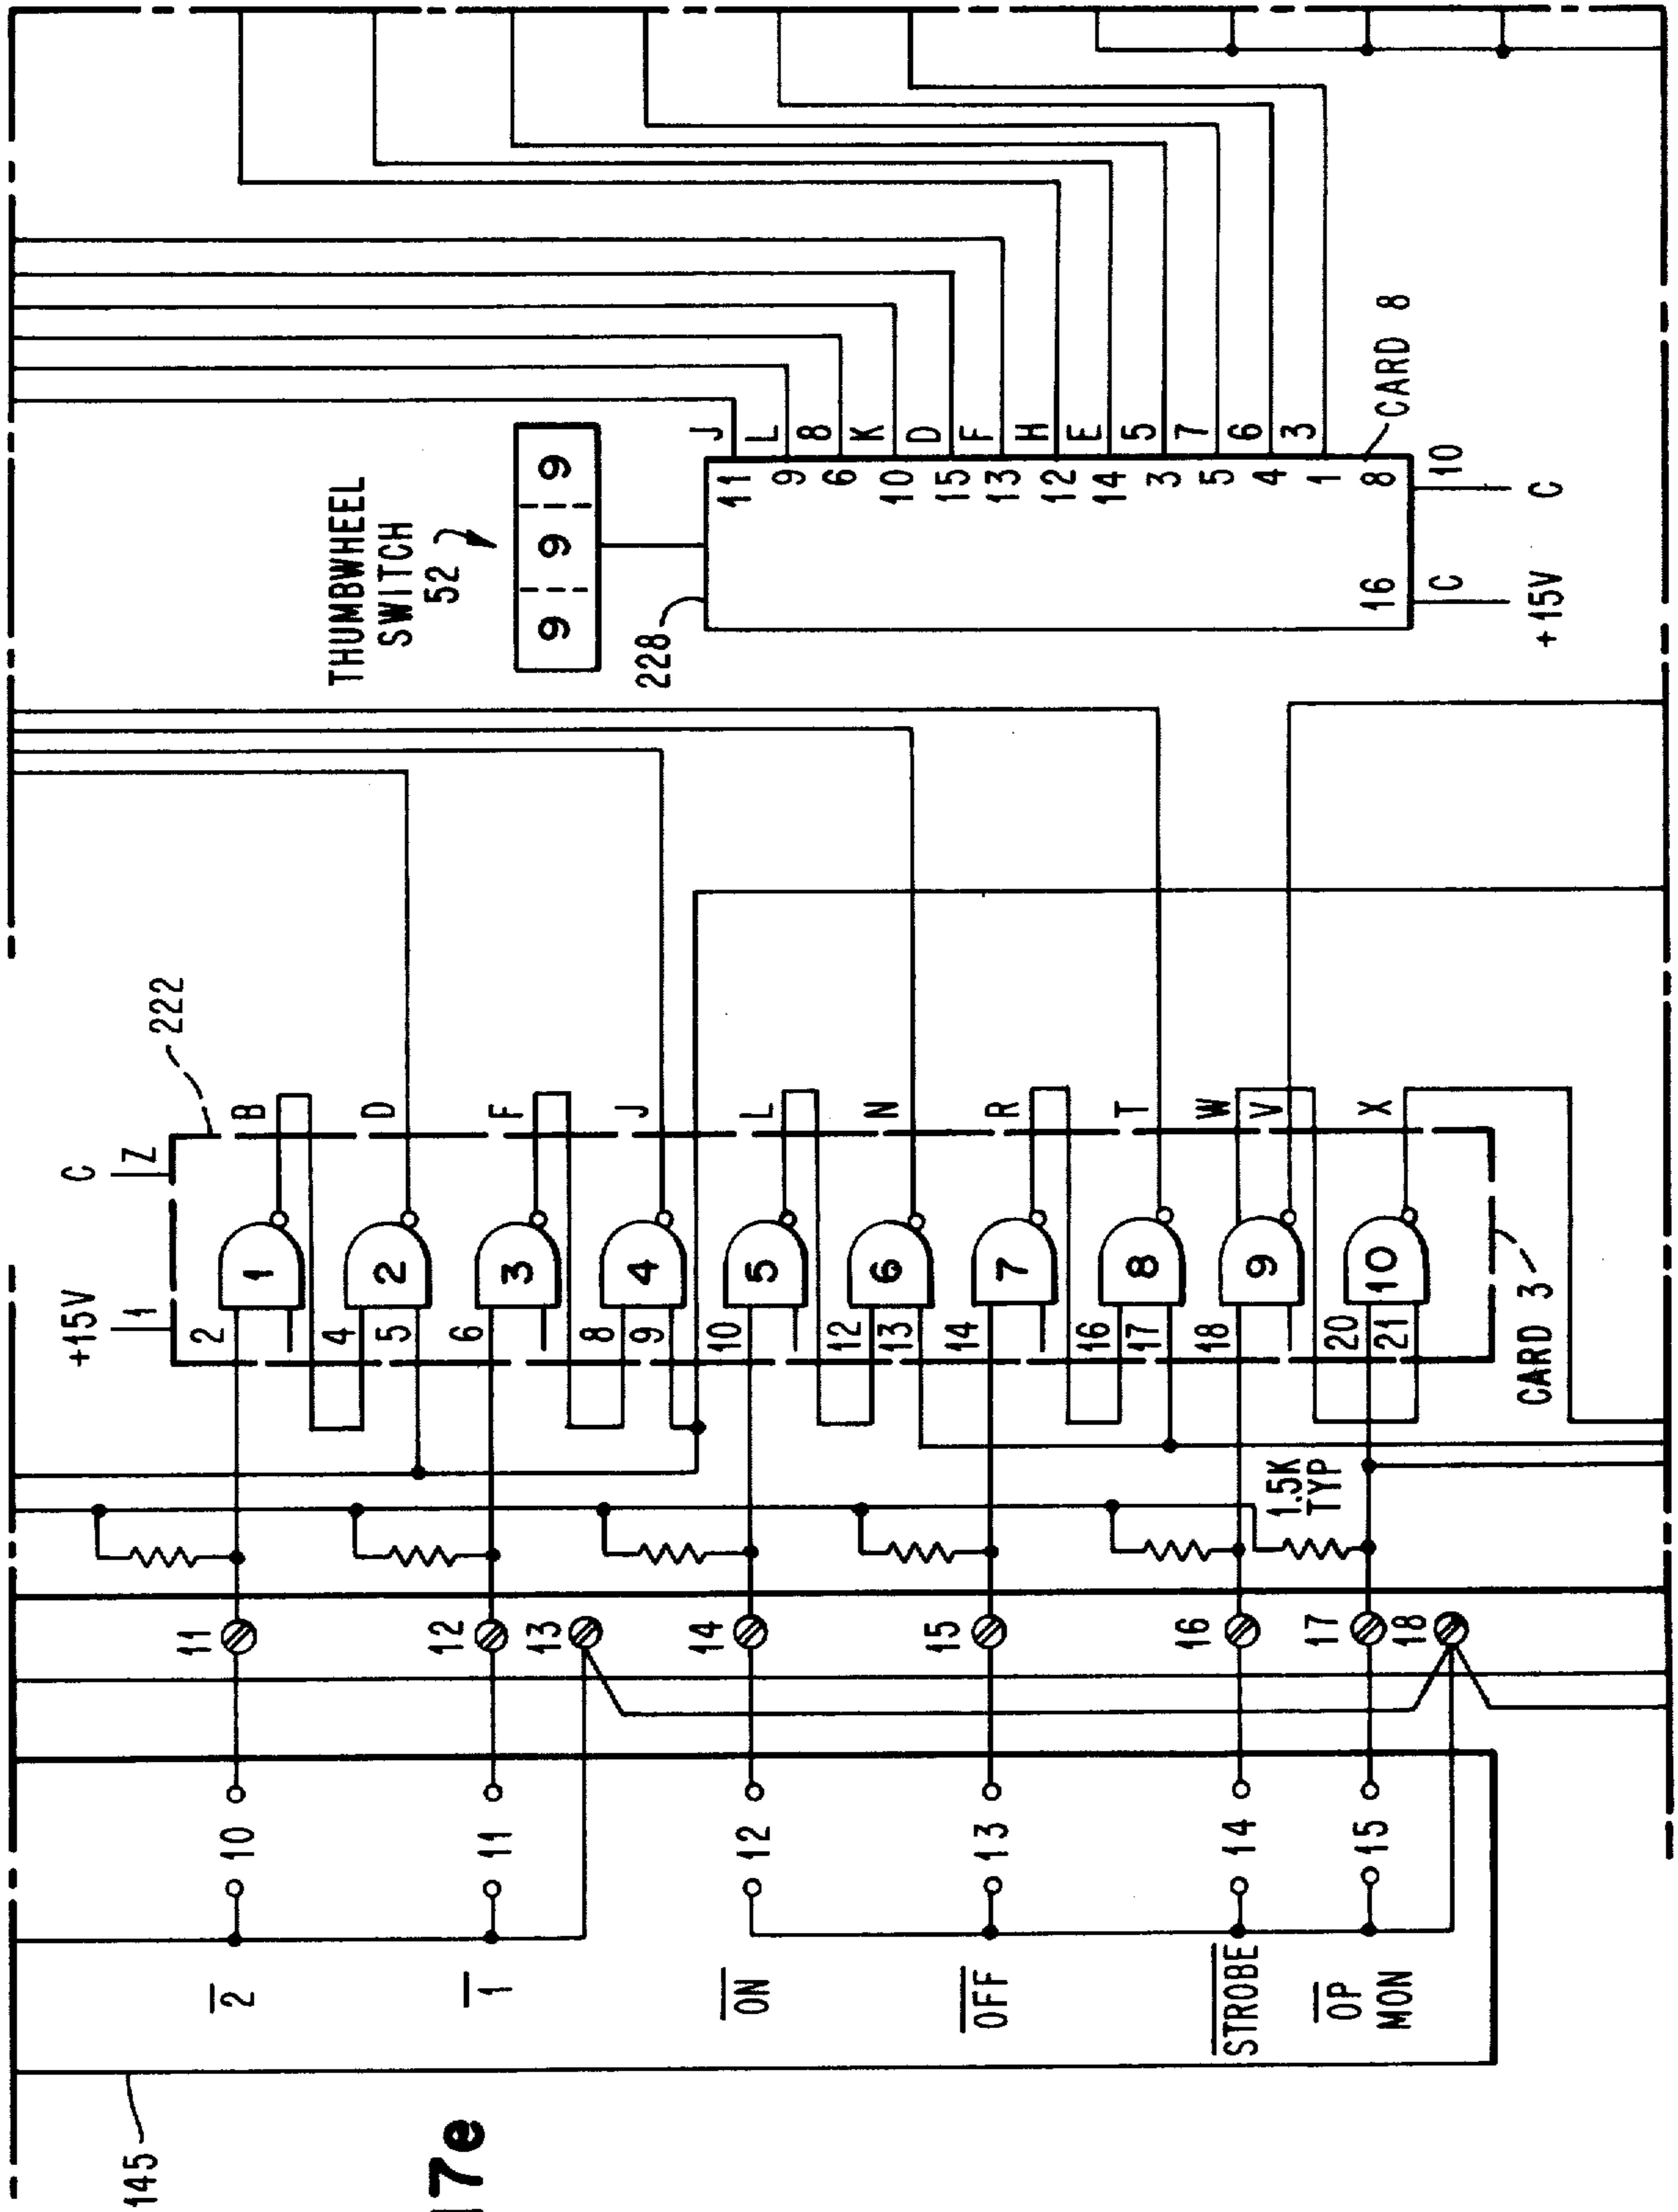 17e
145
2
1
ON
OFF
STROBE
OP
MON
10
11
12
13
14
15
11
12
13
14
15
16
17
18
1.5K
TYP
+15V
1
C
Z
222
2
4
5
6
8
9
10
12
13
14
16
17
18
20
21
1
2
3
4
5
6
7
8
9
10
B
D
F
J
L
N
R
T
W
V
X
CARD 3
THUMBWHEEL
SWITCH
52
9 9 9
228
11 J
9 L
6 8
10 K
15 D
13 F
12 H
14 E
3 5
5 7
4 6
1 3
8
16
10
C
C
+15V
CARD 8